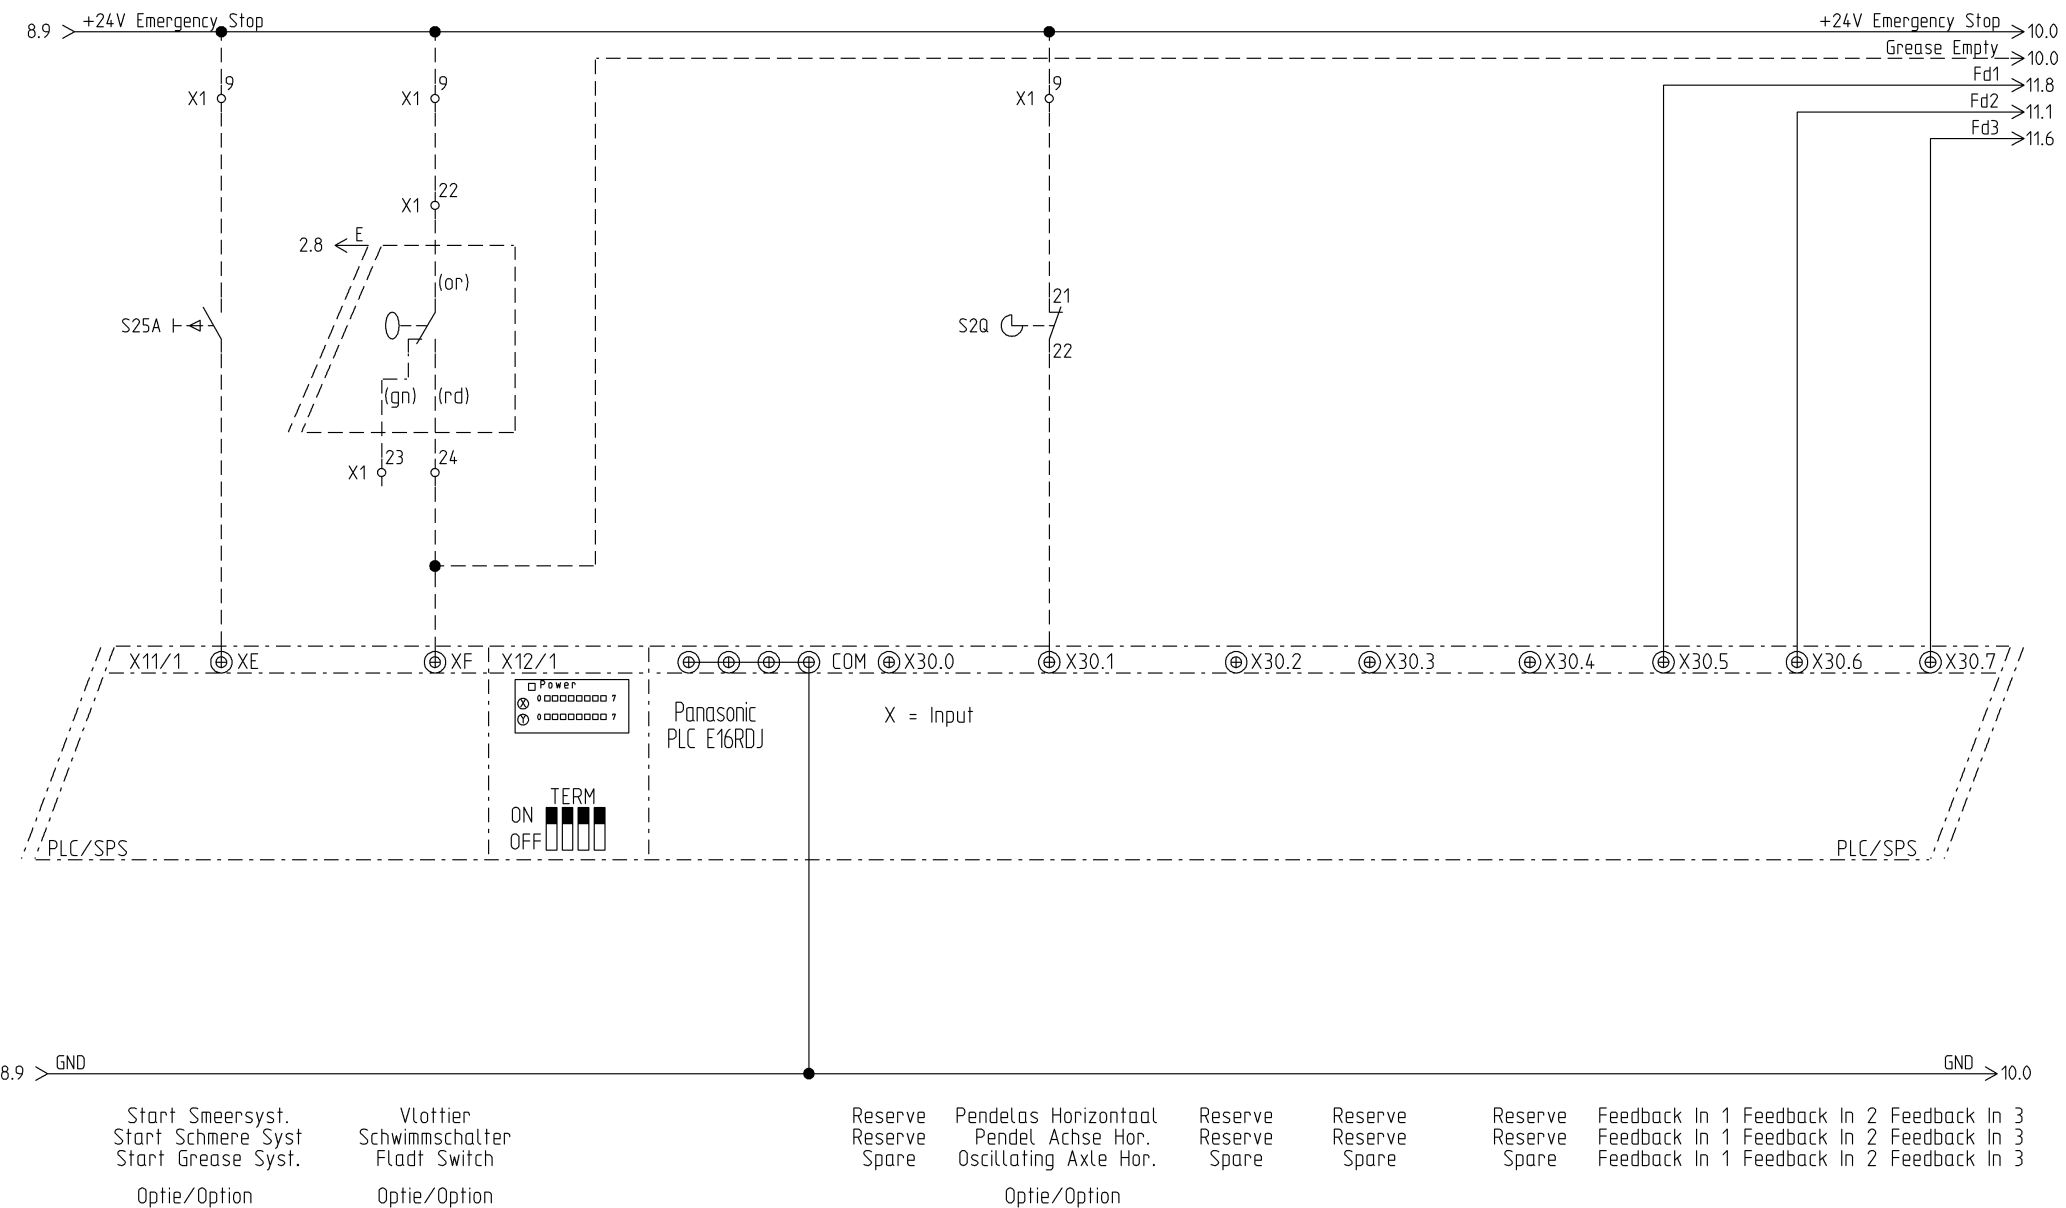 +24V Emergency Stop
+24V Emergency Stop
8.9
10.0
Grease Empty
10.0
Fd1
11.8
Fd2
11.1
Fd3
11.6
X1 9
X1 9
X1 9
X1 22
2.8 E
(or)
S25A
S2Q
21
22
(gn) (rd)
X1 23 24
X11/1 XE XF X12/1 COM X30.0 X30.1 X30.2 X30.3 X30.4 X30.5 X30.6 X30.7
Power
X 0 7
Y 0 7
Panasonic
PLC E16RDJ
X = Input
TERM
ON
OFF
PLC/SPS
PLC/SPS
8.9 GND
GND 10.0
Start Smeersyst. Vlottier Reserve Pendelas Horizontaal Reserve Reserve Reserve Feedback In 1 Feedback In 2 Feedback In 3
Start Schmere Syst Schwimmschalter Reserve Pendel Achse Hor. Reserve Reserve Reserve Feedback In 1 Feedback In 2 Feedback In 3
Start Grease Syst. Fladt Switch Spare Oscillating Axle Hor. Spare Spare Spare Feedback In 1 Feedback In 2 Feedback In 3
Optie/Option Optie/Option Optie/Option